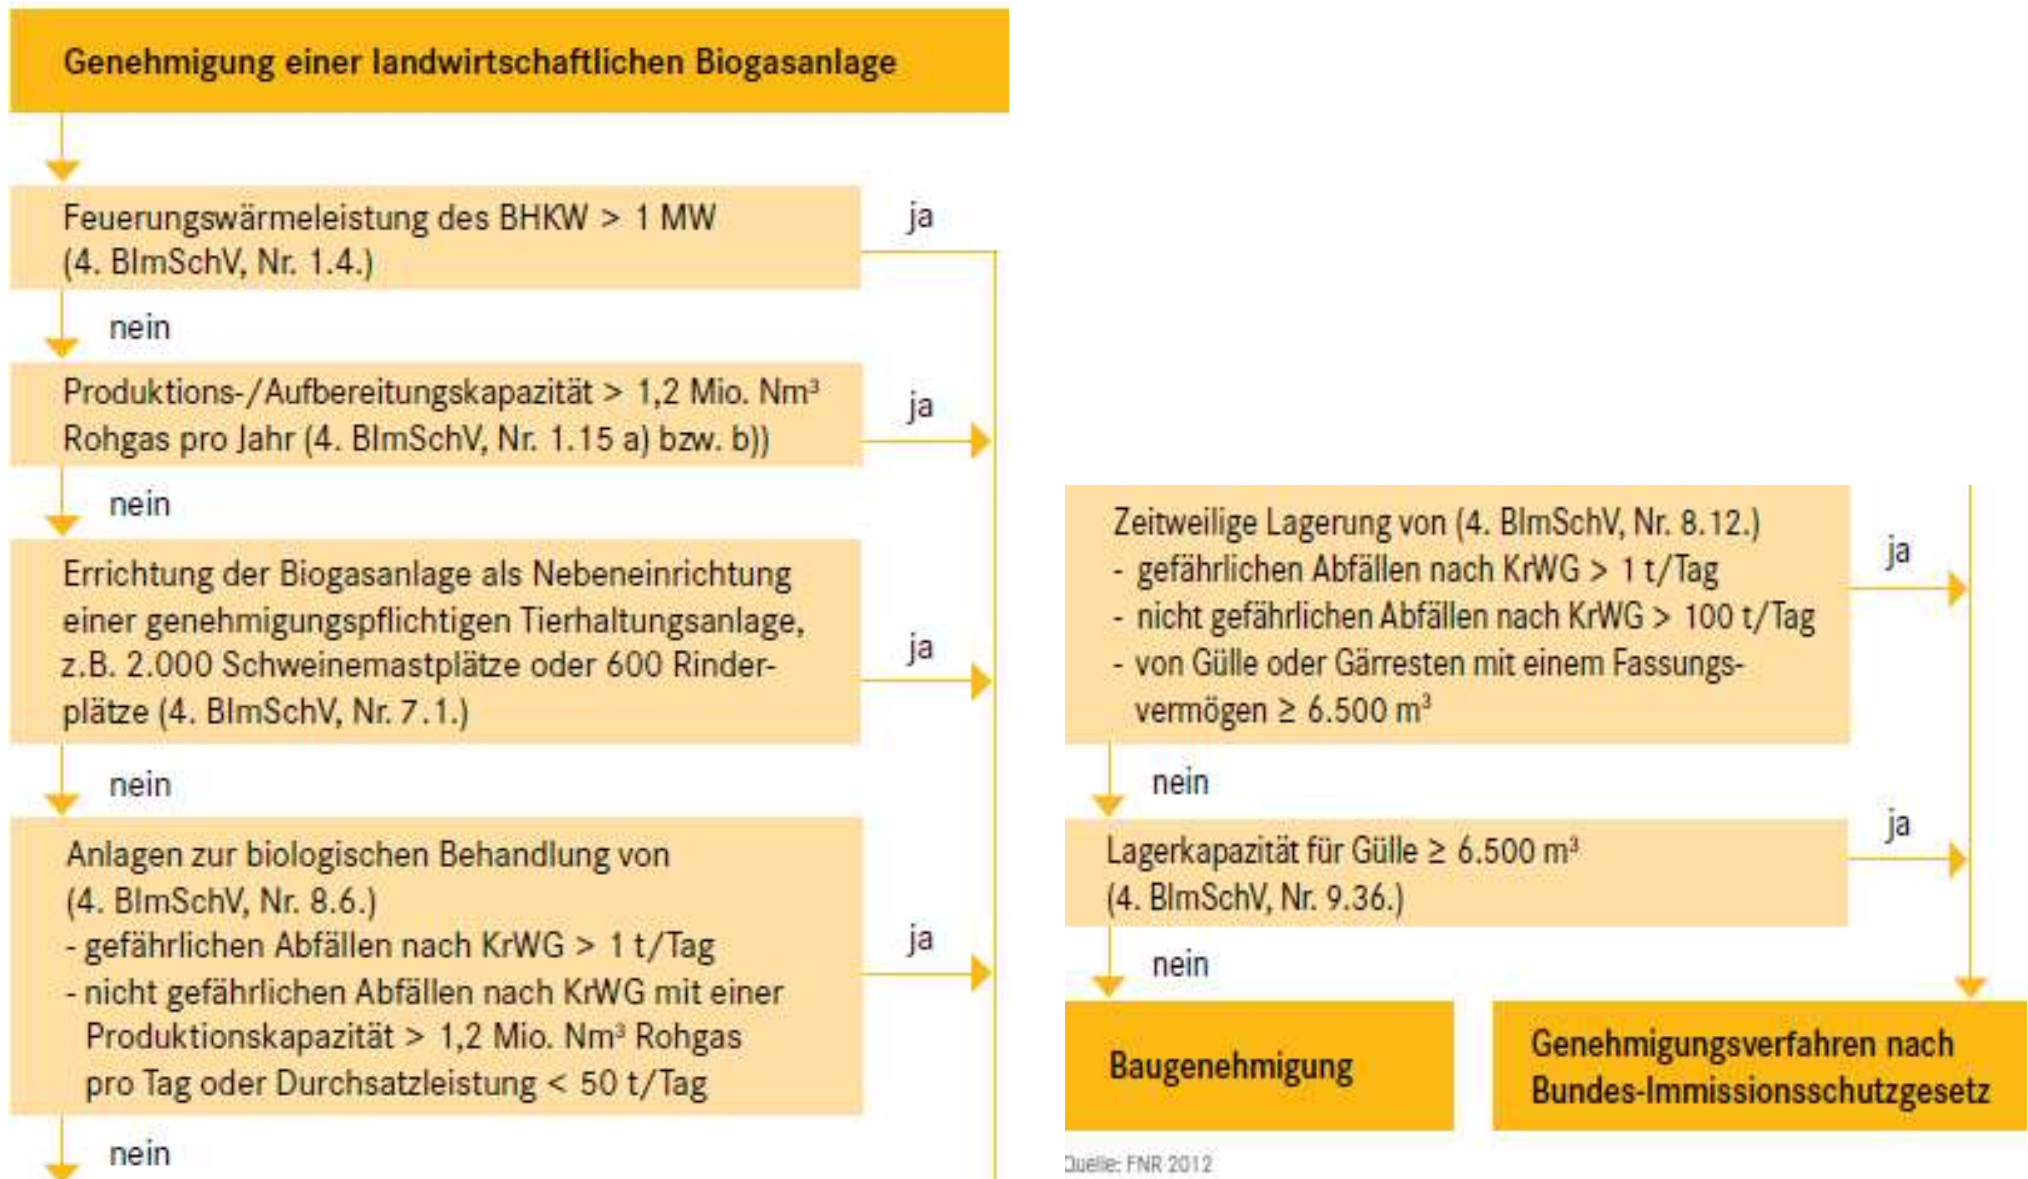 Genehmigung einer landwirtschaftlichen Biogasanlage
Feuerungswärmeleistung des BHKW > 1 MW
(4. BImSchV, Nr. 1.4.)
ja
nein
Produktions-/Aufbereitungskapazität > 1,2 Mio. Nm³
Rohgas pro Jahr (4. BImSchV, Nr. 1.15 a) bzw. b))
ja
nein
Errichtung der Biogasanlage als Nebeneinrichtung
einer genehmigungspflichtigen Tierhaltungsanlage,
z.B. 2.000 Schweinemastplätze oder 600 Rinder-
plätze (4. BImSchV, Nr. 7.1.)
ja
nein
Anlagen zur biologischen Behandlung von
(4. BImSchV, Nr. 8.6.)
- gefährlichen Abfällen nach KrWG > 1 t/Tag
- nicht gefährlichen Abfällen nach KrWG mit einer
Produktionskapazität > 1,2 Mio. Nm³ Rohgas
pro Tag oder Durchsatzleistung < 50 t/Tag
ja
nein
Zeitweilige Lagerung von (4. BImSchV, Nr. 8.12.)
- gefährlichen Abfällen nach KrWG > 1 t/Tag
- nicht gefährlichen Abfällen nach KrWG > 100 t/Tag
- von Gülle oder Gärresten mit einem Fassungs-
vermögen ≥ 6.500 m³
ja
nein
Lagerkapazität für Gülle ≥ 6.500 m³
(4. BImSchV, Nr. 9.36.)
ja
nein
Baugenehmigung
Genehmigungsverfahren nach
Bundes-Immissionsschutzgesetz
Quelle: FNR 2012